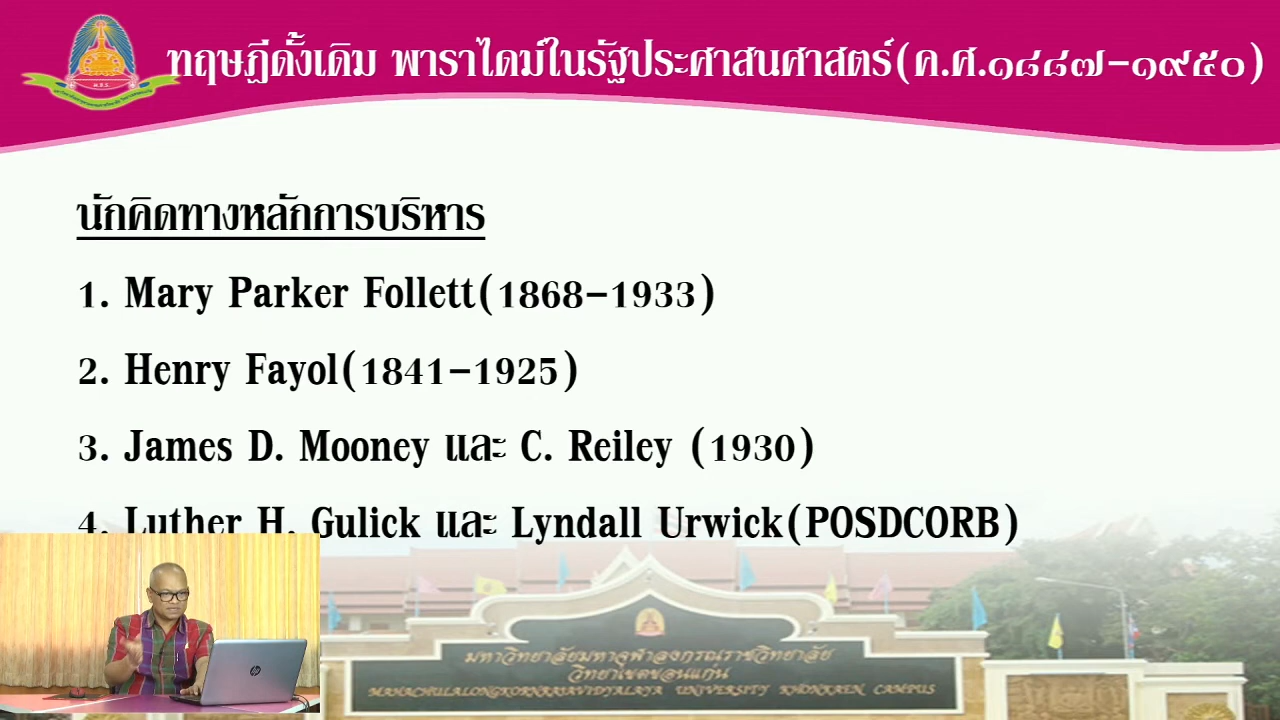 ทฤษฎีดั้งเดิม พาราไดม์ในรัฐประศาสนศาสตร์(ค.ศ.๑๘๘๗-๑๙๕๐)
นักคิดทางหลักการบริหาร
1. Mary Parker Follett(1868-1933)
2. Henry Fayol(1841-1925)
3. James D. Mooney และ C. Reiley (1930)
4. Luther H. Gulick และ Lyndall Urwick(POSDCORB)
มหาวิทยาลัยมหาจุฬาลงกรณราชวิทยาลัย
วิทยาเขตขอนแก่น
MAHACHULALONGKORNRAJAVIDYALAYA UNIVERSITY KHONKAEN CAMPUS
hp